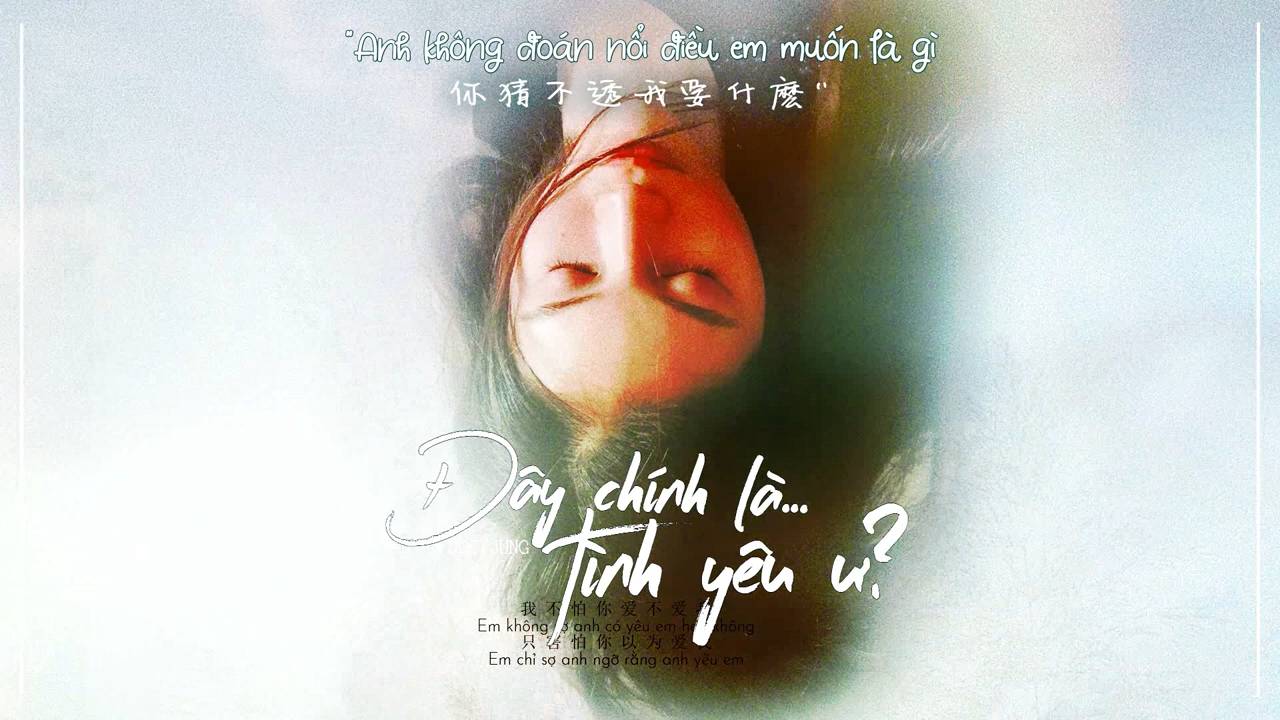 "Anh không đoán nổi điều em muốn là gì
你猜不透我要什麼"
Đây chính là...
JUNG
Tình yêu ư?
我不怕你爱不爱
Em không sợ anh có yêu em hay không
只害怕你以为爱我
Em chỉ sợ anh ngỡ rằng anh yêu em